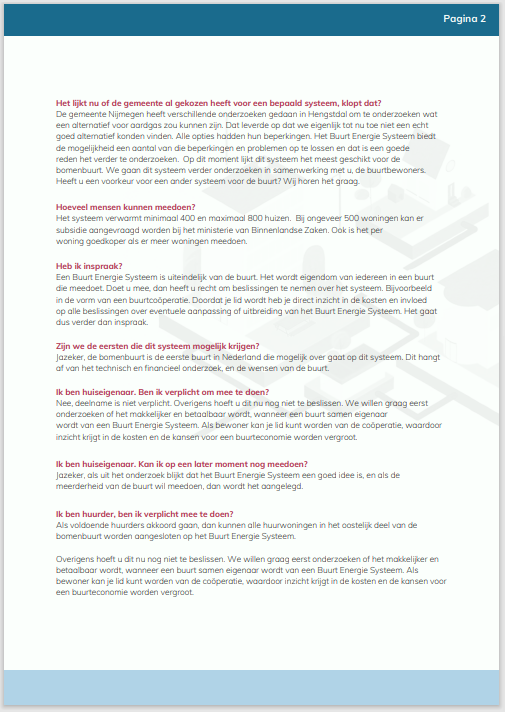 Pagina 2
Het lijkt nu of de gemeente al gekozen heeft voor een bepaald systeem, klopt dat?
De gemeente Nijmegen heeft verschillende onderzoeken gedaan in Hengstdal om te onderzoeken wat
een alternatief voor aardgas zou kunnen zijn. Dat leverde op dat we eigenlijk tot nu toe niet een echt
goed alternatief konden vinden. Alle opties hadden hun beperkingen. Het Buurt Energie Systeem biedt
de mogelijkheid een aantal van die beperkingen en problemen op te lossen en dat is een goede
reden het verder te onderzoeken. Op dit moment lijkt dit systeem het meest geschikt voor de
bomenbuurt. We gaan dit systeem verder onderzoeken in samenwerking met u, de buurtbewoners.
Heeft u een voorkeur voor een ander systeem voor de buurt? Wij horen het graag.
Hoeveel mensen kunnen meedoen?
Het systeem verwarmt minimaal 400 en maximaal 800 huizen. Bij ongeveer 500 woningen kan er
subsidie aangevraagd worden bij het ministerie van Binnenlandse Zaken. Ook is het per
woning goedkoper als er meer woningen meedoen.
Heb ik inspraak?
Een Buurt Energie Systeem is uiteindelijk van de buurt. Het wordt eigendom van iedereen in een buurt
die meedoet. Doet u mee, dan heeft u recht om beslissingen te nemen over het systeem. Bijvoorbeeld
in de vorm van een buurtcoöperatie. Doordat je lid wordt heb je direct inzicht in de kosten en invloed
op alle beslissingen over eventuele aanpassing of uitbreiding van het Buurt Energie Systeem. Het gaat
dus verder dan inspraak.
Zijn we de eersten die dit systeem mogelijk krijgen?
Jazeker, de bomenbuurt is de eerste buurt in Nederland die mogelijk over gaat op dit systeem. Dit hangt
af van het technisch en financieel onderzoek, en de wensen van de buurt.
Ik ben huiseigenaar. Ben ik verplicht om mee te doen?
Nee, deelname is niet verplicht. Overigens hoeft u dit nu nog niet te beslissen. We willen graag eerst
onderzoeken of het makkelijker en betaalbaar wordt, wanneer een buurt samen eigenaar
wordt van een Buurt Energie Systeem. Als bewoner kan je lid kunt worden van de coöperatie, waardoor
inzicht krijgt in de kosten en de kansen voor een buurteconomie worden vergroot.
Ik ben huiseigenaar. Kan ik op een later moment nog meedoen?
Jazeker, als uit het onderzoek blijkt dat het Buurt Energie Systeem een goed idee is, en als de
meerderheid van de buurt wil meedoen, dan wordt het aangelegd.
Ik ben huurder, ben ik verplicht mee te doen?
Als voldoende huurders akkoord gaan, dan kunnen alle huurwoningen in het oostelijk deel van de
bomenbuurt worden aangesloten op het Buurt Energie Systeem.
Overigens hoeft u dit nu nog niet te beslissen. We willen graag eerst onderzoeken of het makkelijker en
betaalbaar wordt, wanneer een buurt samen eigenaar wordt van een Buurt Energie Systeem. Als
bewoner kan je lid kunt worden van de coöperatie, waardoor inzicht krijgt in de kosten en de kansen voor
een buurteconomie worden vergroot.